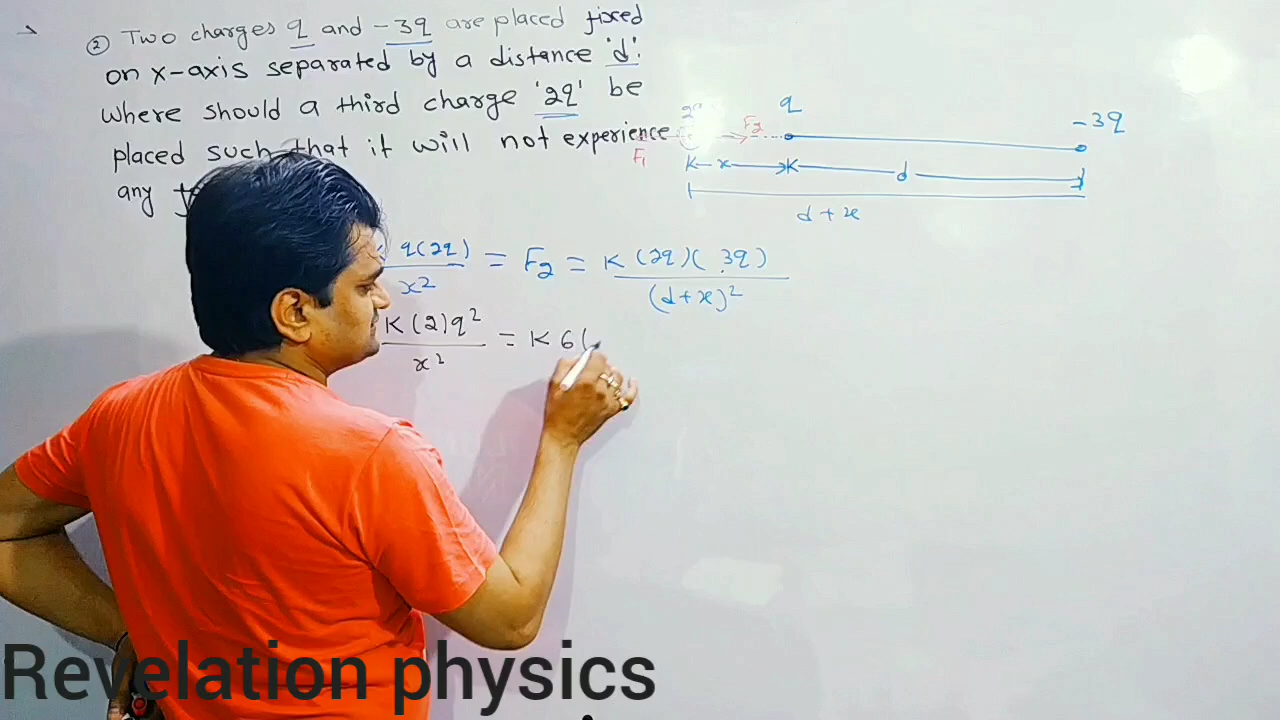 ② Two charges q and -3q are placed fixed
on x-axis separated by a distance 'd'.
Where should a third charge '2q' be
placed such that it will not experience
any
q
-3q
F₂
F₁
x
d
d+x
q(2q) / x² = F₂ = K (2q)(3q) / (d+x)²
K(2)q² / x² = K 6(
Revelation physics